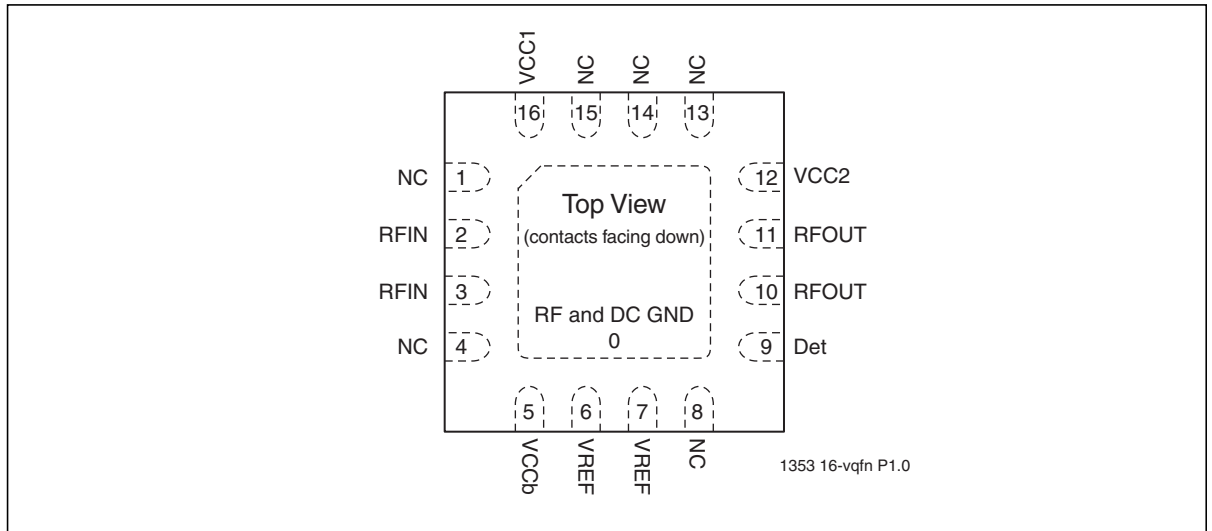 VCC1
NC
NC
NC
16
15
14
13
NC 1
12 VCC2
Top View
(contacts facing down)
RFIN 2
11 RFOUT
RFIN 3
10 RFOUT
RF and DC GND
0
NC 4
9 Det
5
6
7
8
VCCb
VREF
VREF
NC
1353 16-vqfn P1.0